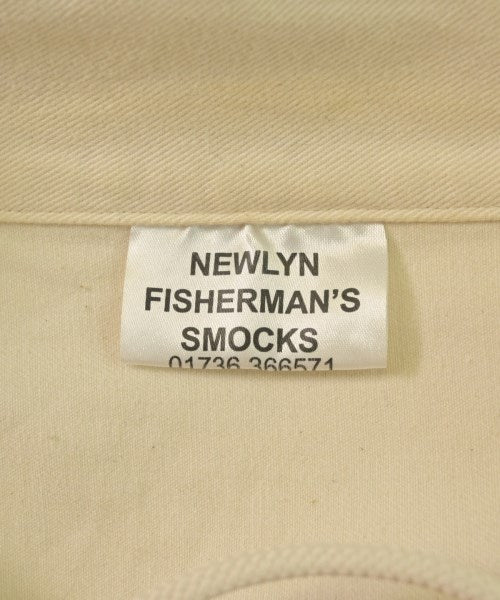 NEWLYN
FISHERMAN'S
SMOCKS
01736 366571